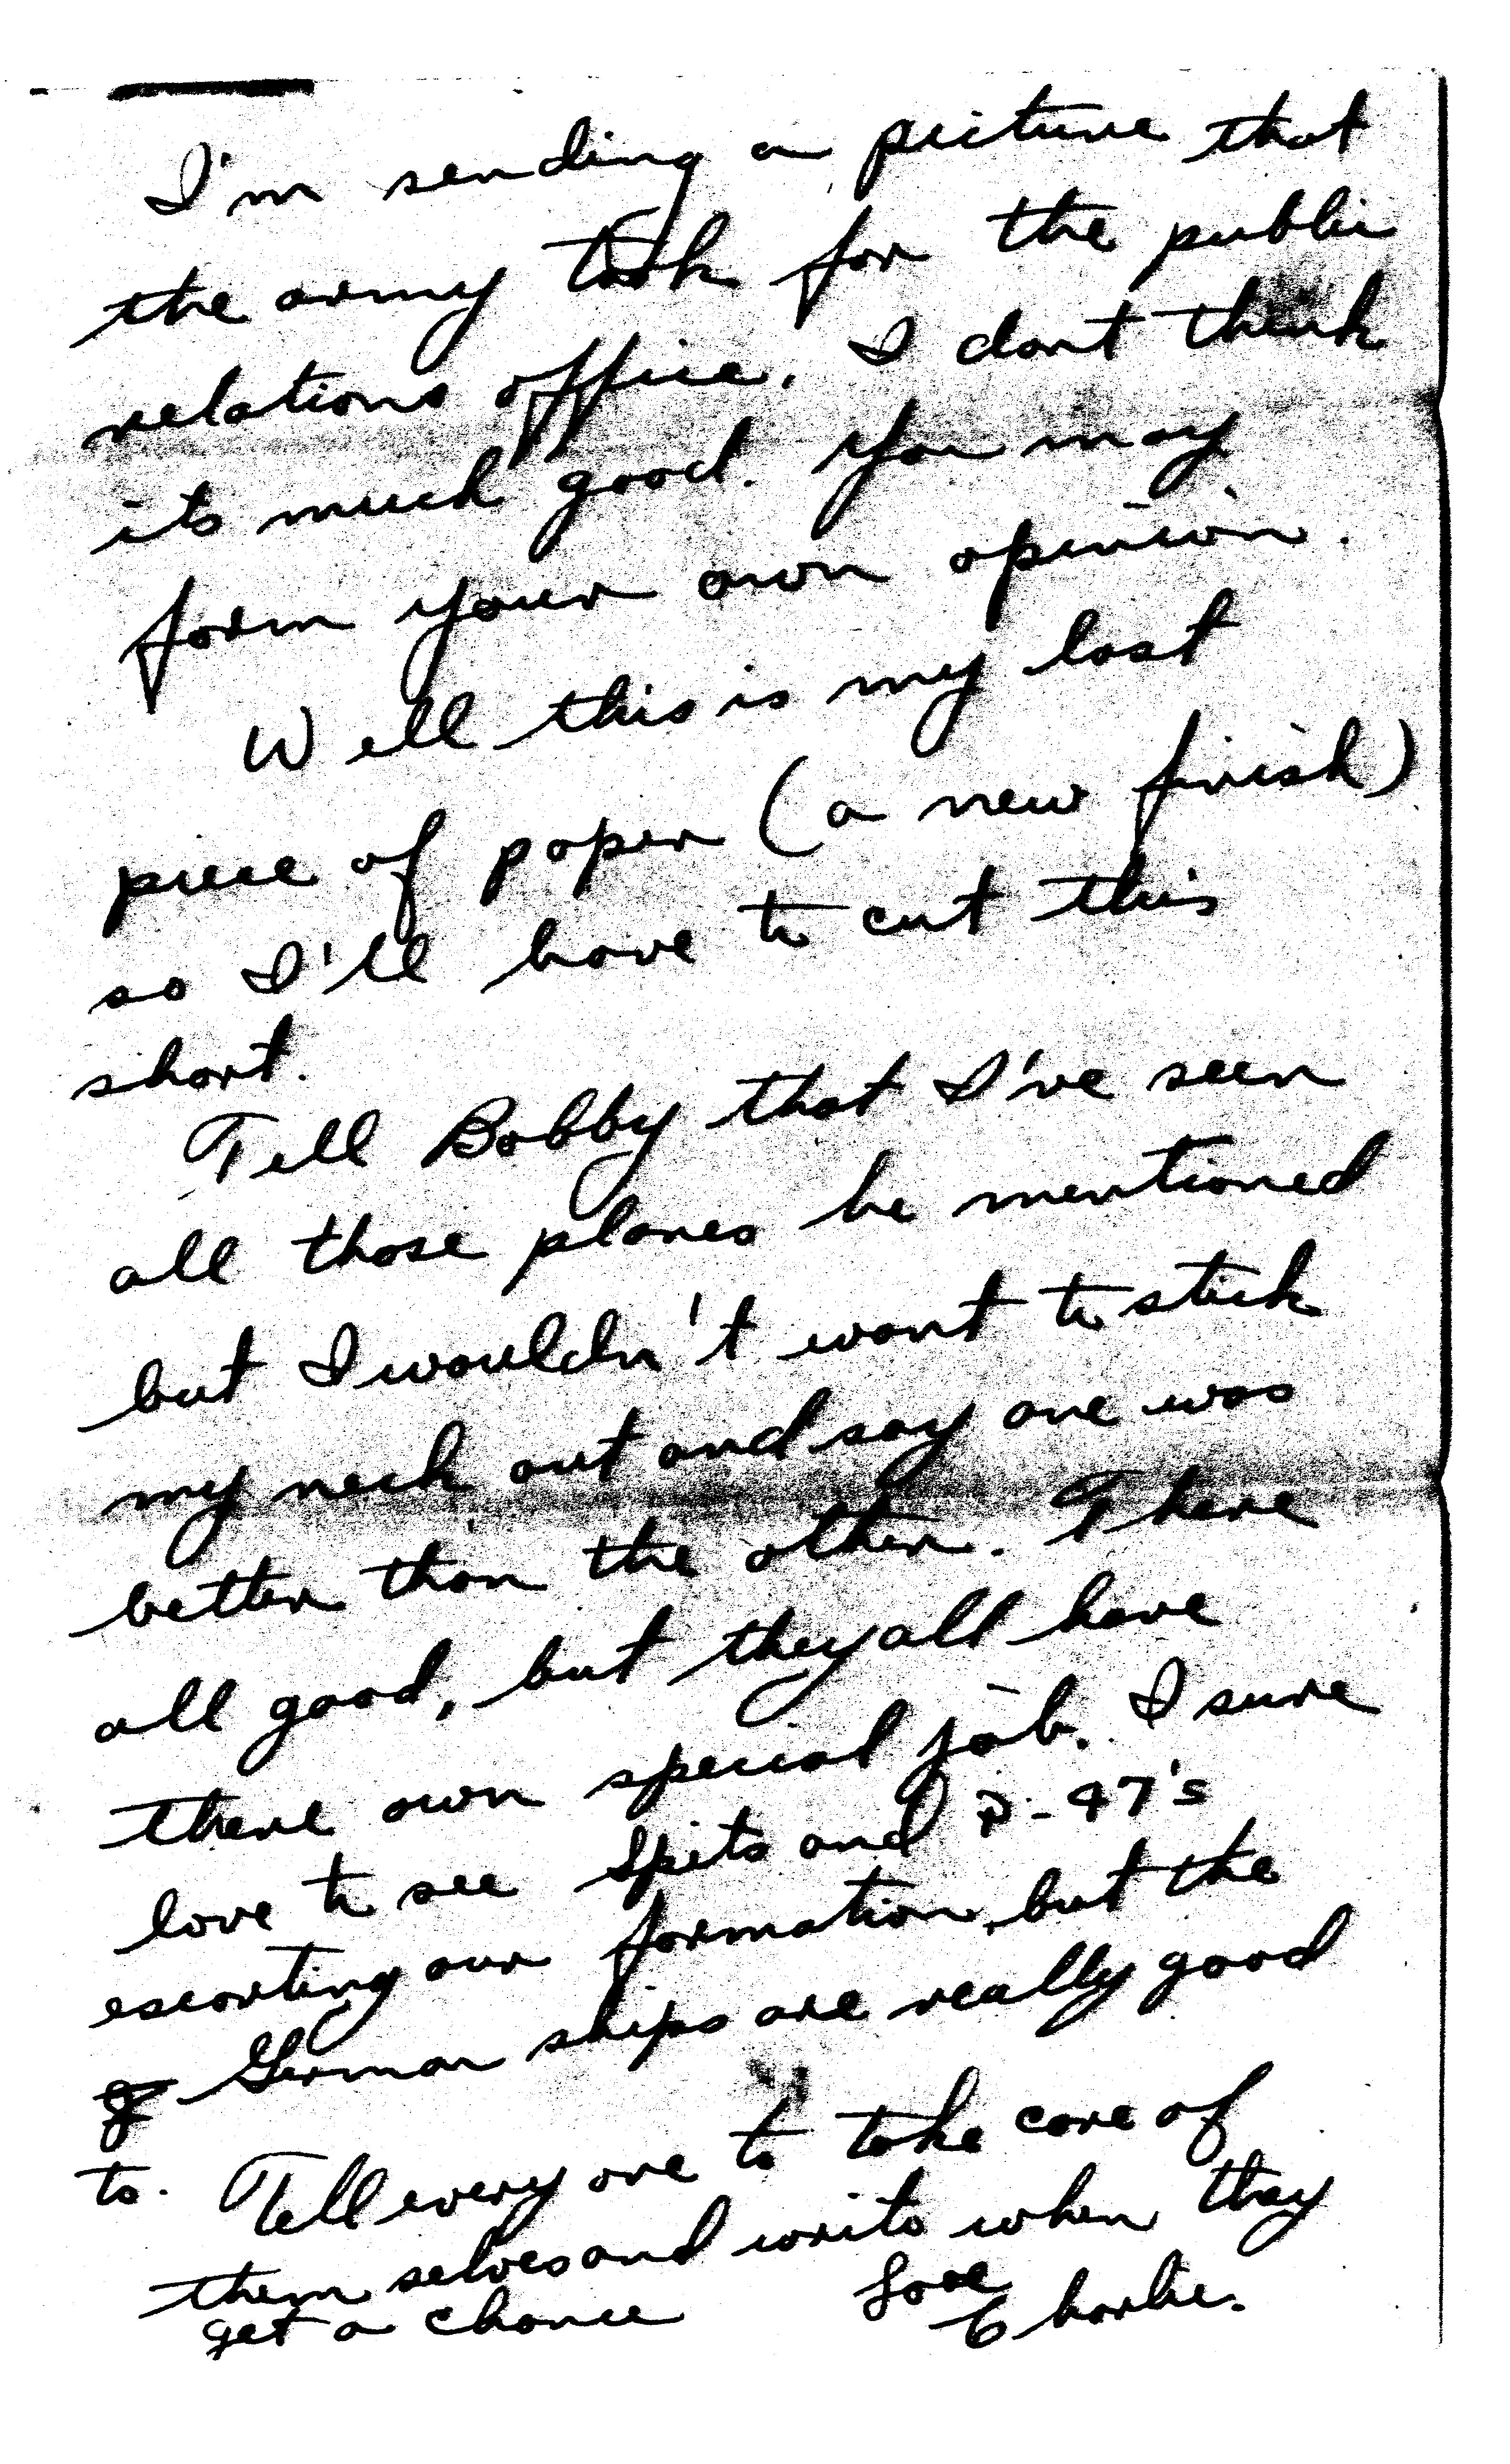 I'm sending a picture that
the army took for the public
relations office. I dont think
its much good. You may
form your own opinion.
Well this is my last
piece of paper (a new finish)
so I'll have to cut this
short.
Tell Bobby that I've seen
all those planes he mentioned
but I wouldn't want to stick
my neck out and say one was
better than the other. There
all good, but they all have
there own special job. I sure
love to see Spits and P-47's
escorting our formation, but the
g German ships are really good
to. Tell every one to take care of
them selves and write when they
get a chance
Love
Charlie.